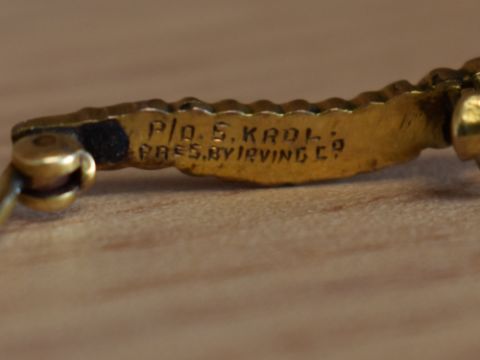 P/O. S. KROL.
PRES. BY IRVING CO